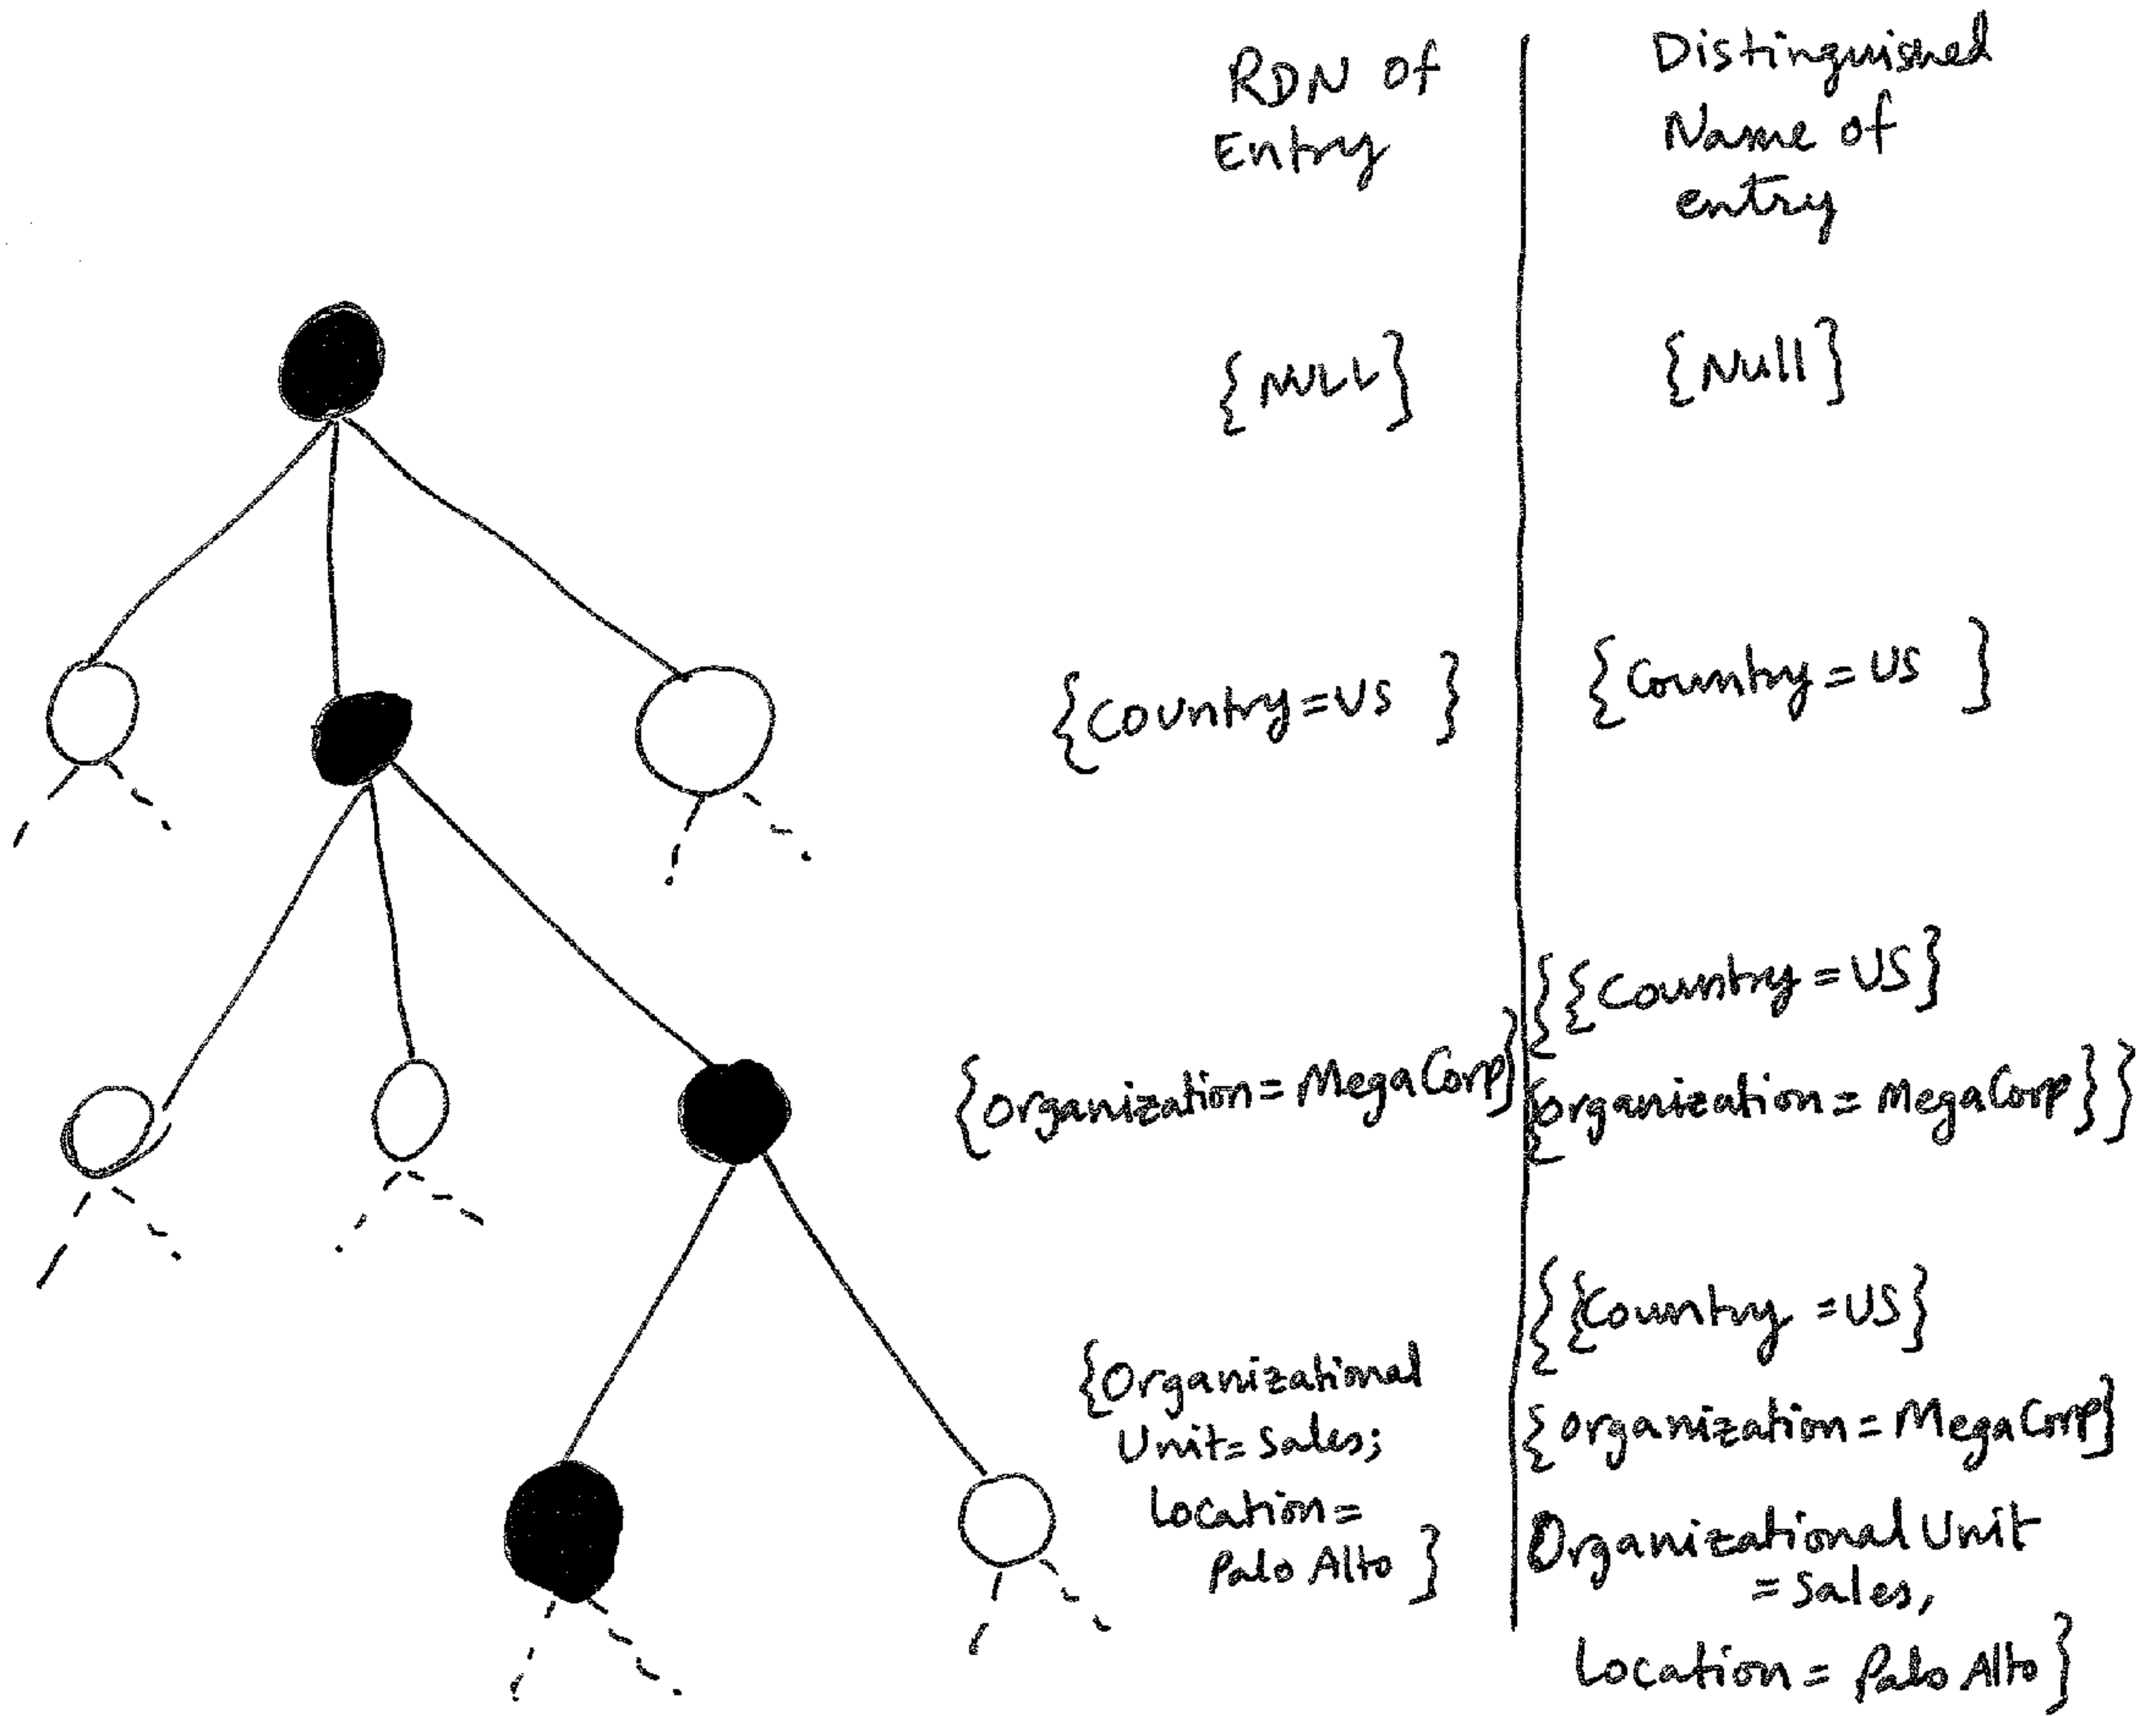 RDN of
Entry
Distinguished
Name of
entry
{NULL}
{Null}
{Country=US }
{Country=US }
{Organization=MegaCorp}
{{Country=US}
{organization=MegaCorp}}
{Organizational
Unit=Sales;
Location=
Palo Alto }
{{Country =US}
{organization=MegaCorp}
Organizational Unit
=Sales,
Location= Palo Alto}